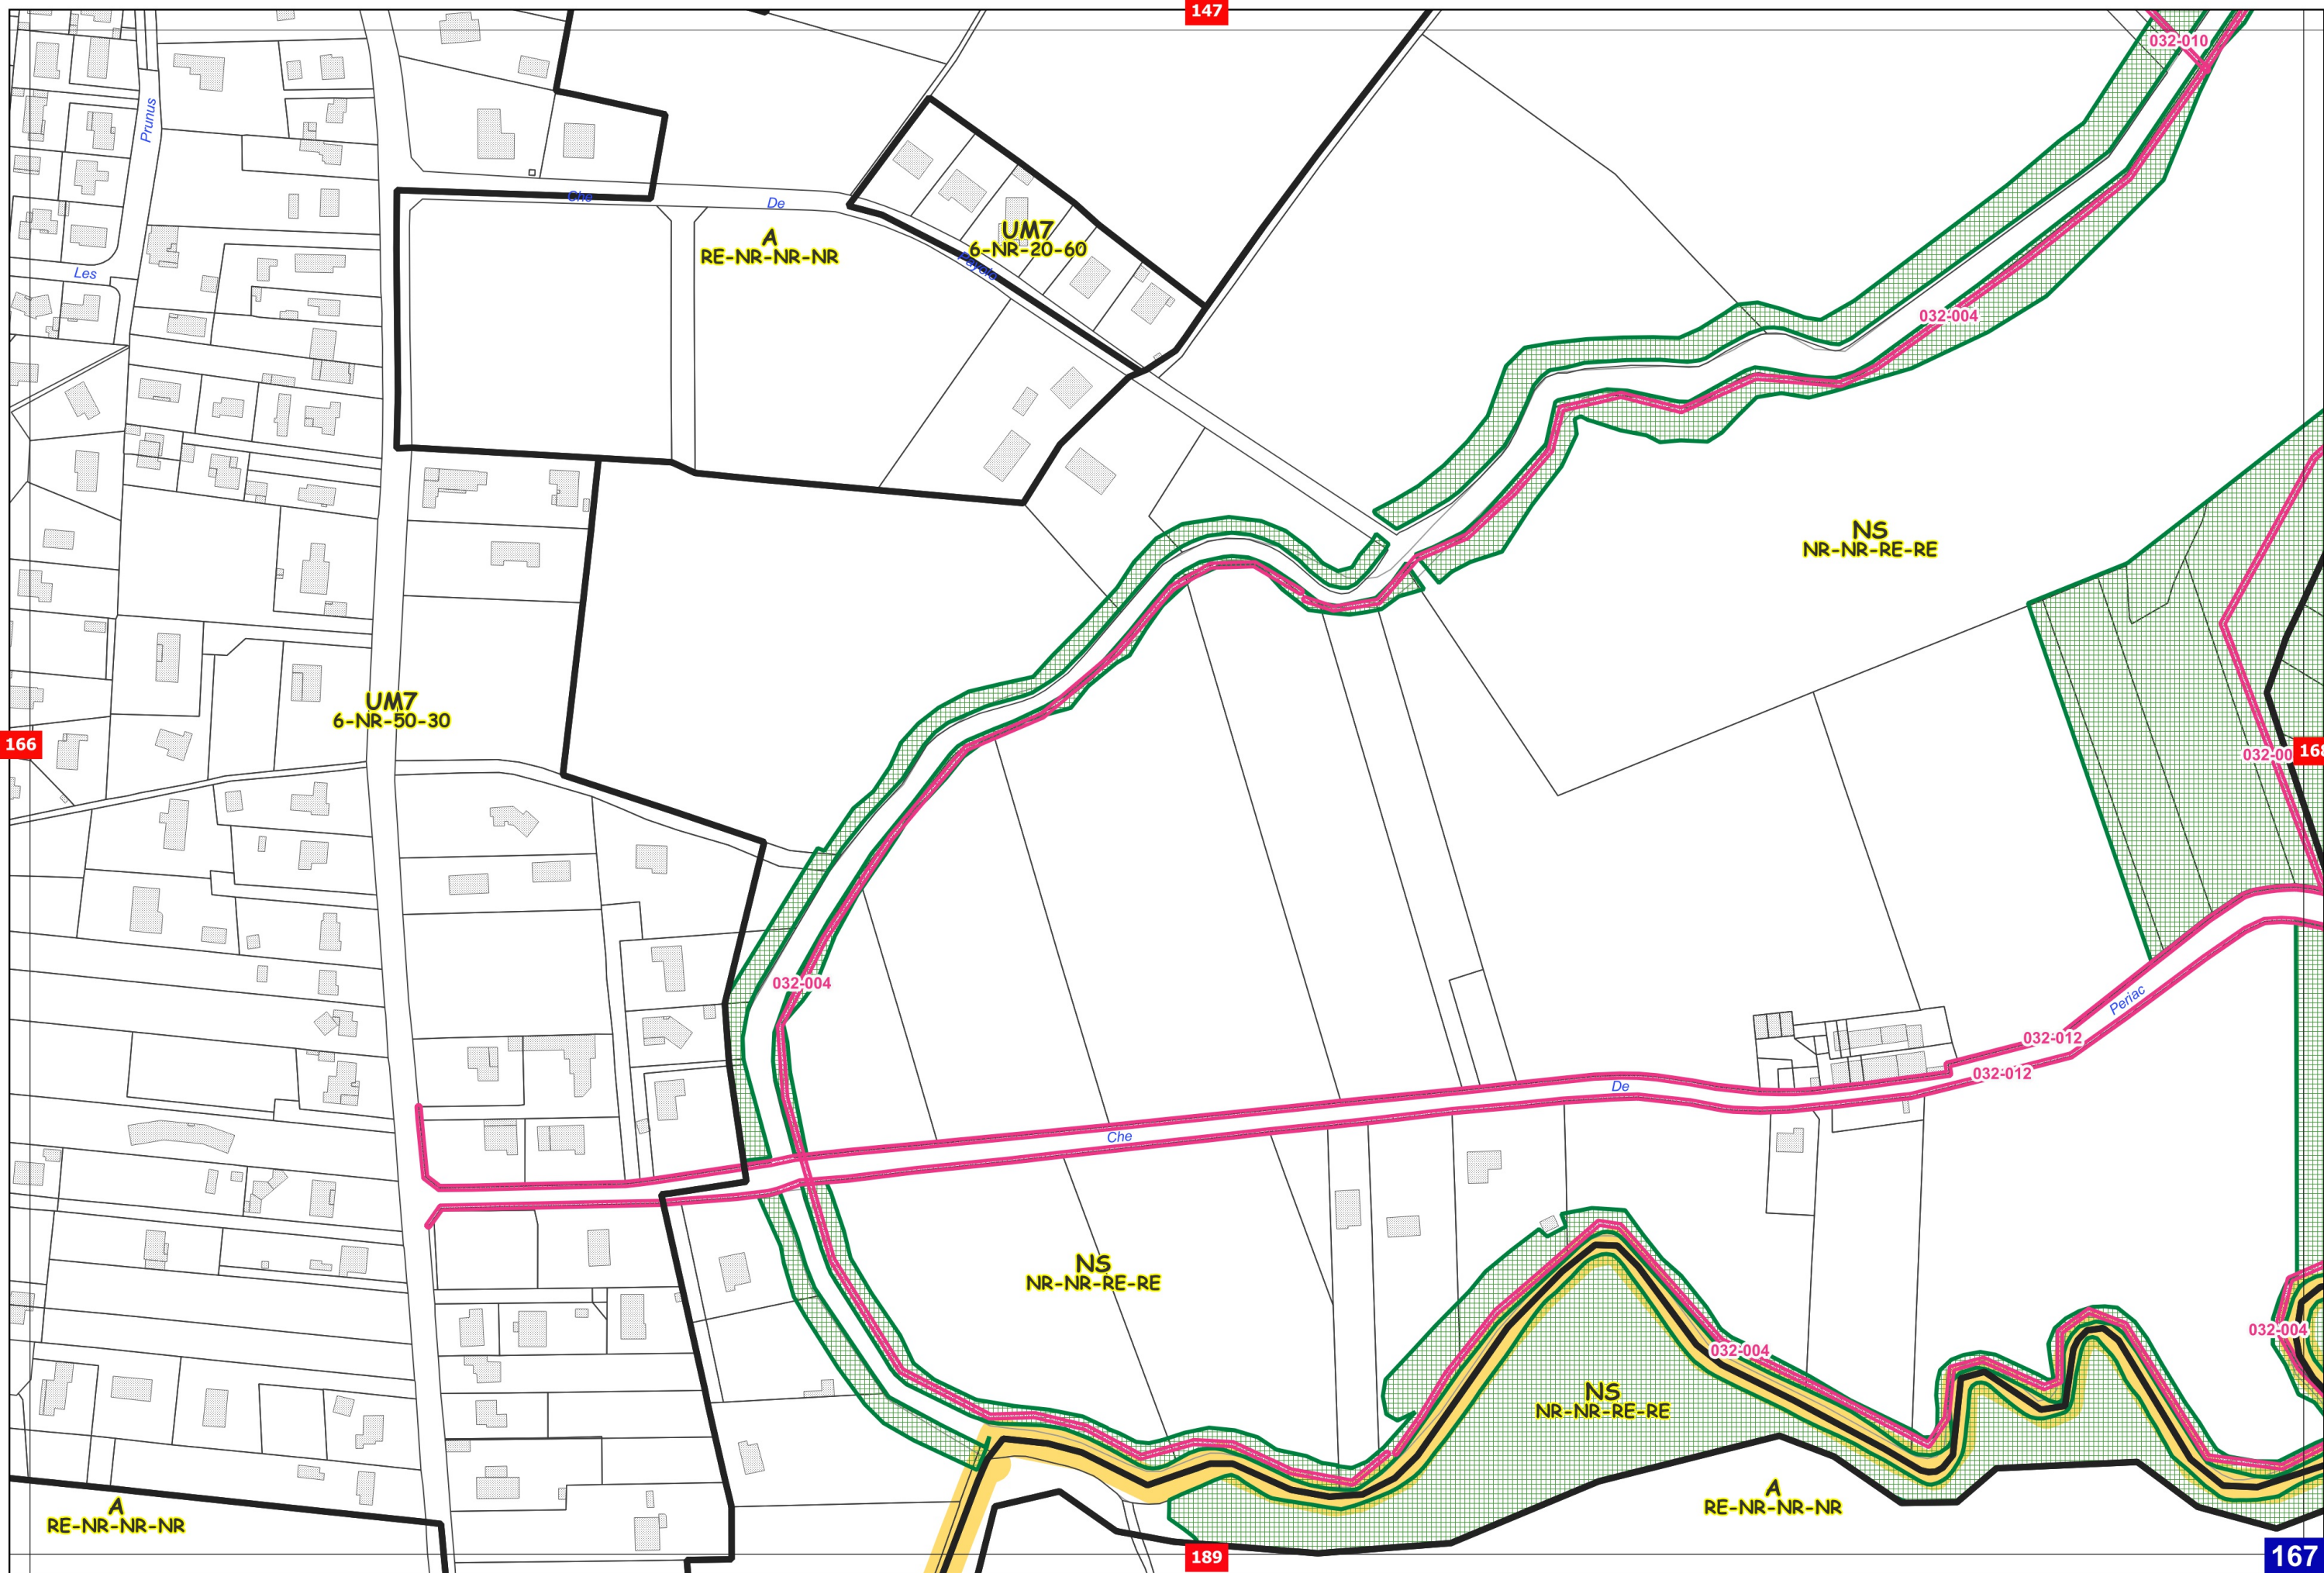 147
032-010
Prunus
Che
De
UM7
6-NR-20-60
A
RE-NR-NR-NR
Les
032-004
NS
NR-NR-RE-RE
UM7
6-NR-50-30
166
032-00
168
032-004
Periac
032-012
032-012
De
Che
NS
NR-NR-RE-RE
032-004
032-004
NS
NR-NR-RE-RE
A
RE-NR-NR-NR
A
RE-NR-NR-NR
189
167